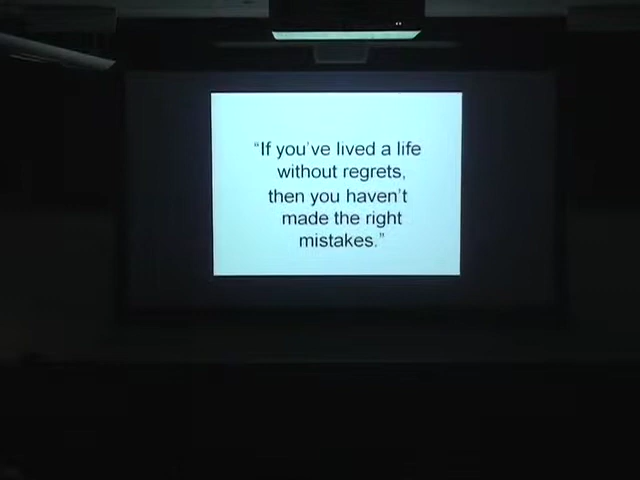 “If you've lived a life
without regrets,
then you haven't
made the right
mistakes.”